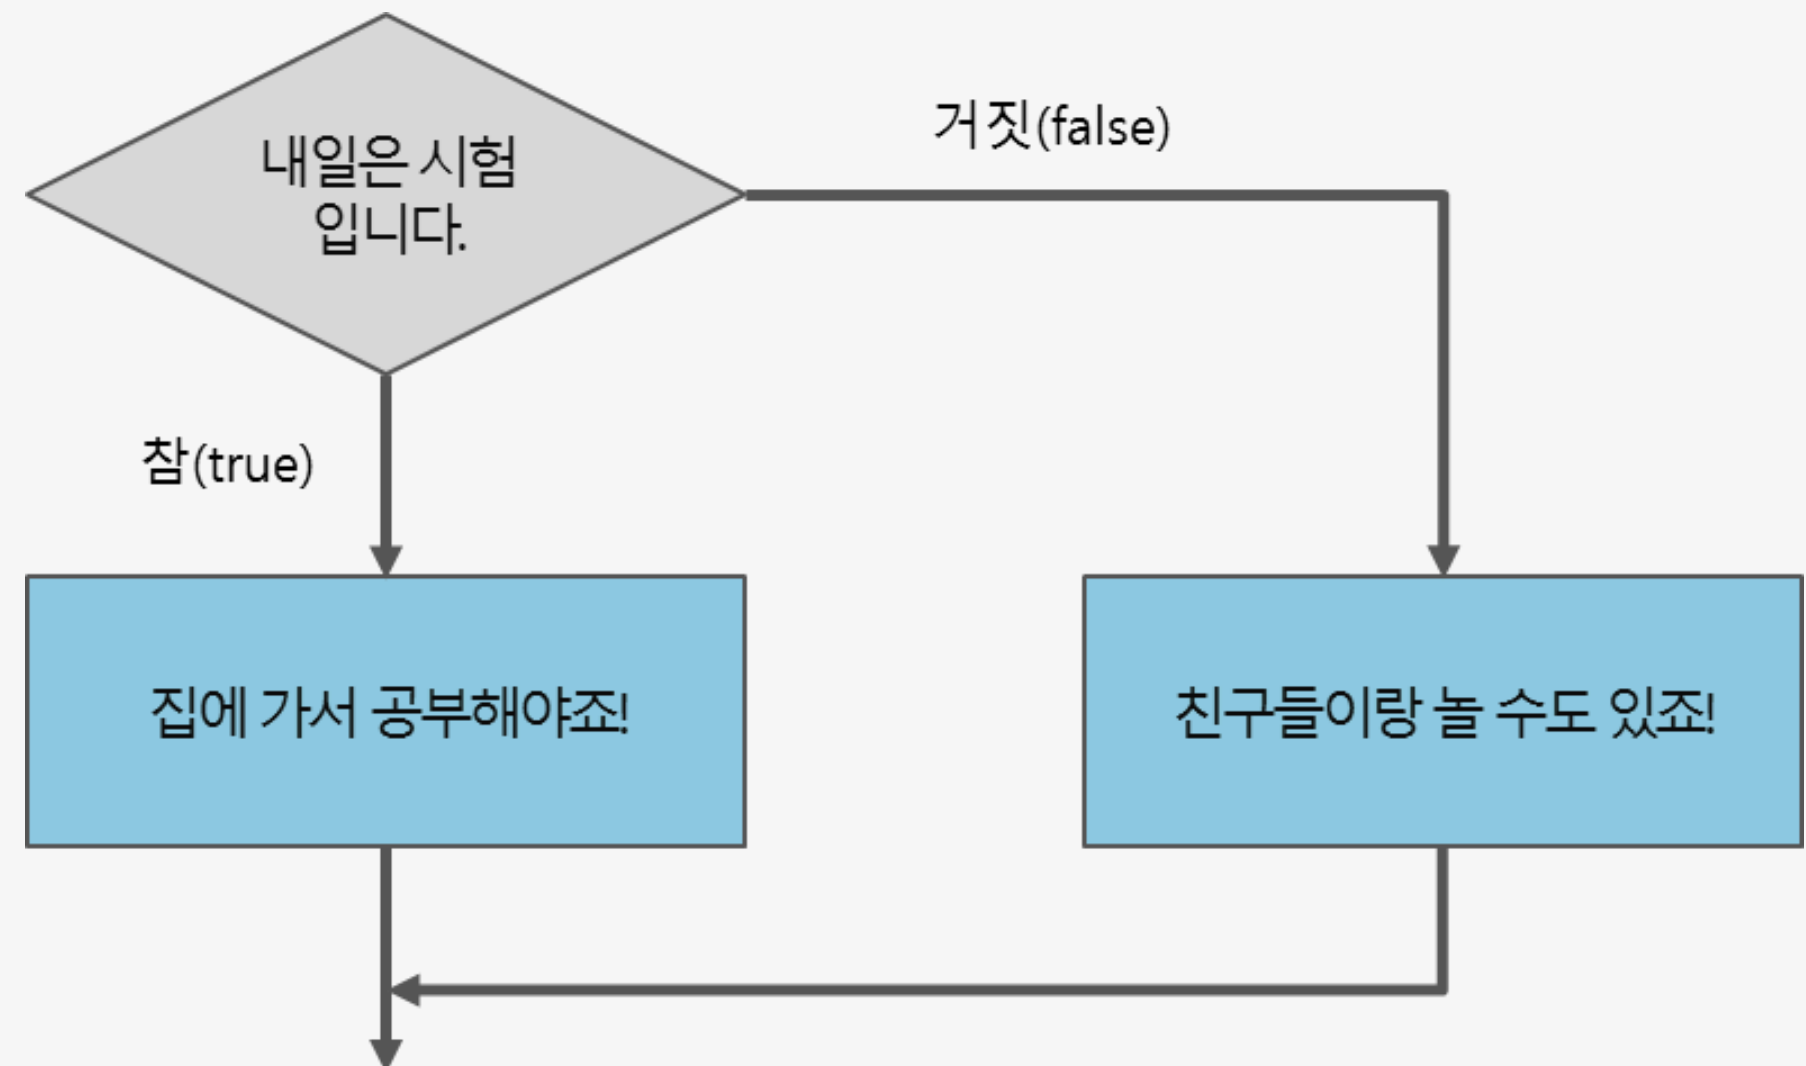 내일은 시험
입니다.
거짓(false)
참(true)
집에 가서 공부해야죠!
친구들이랑 놀 수도 있죠!